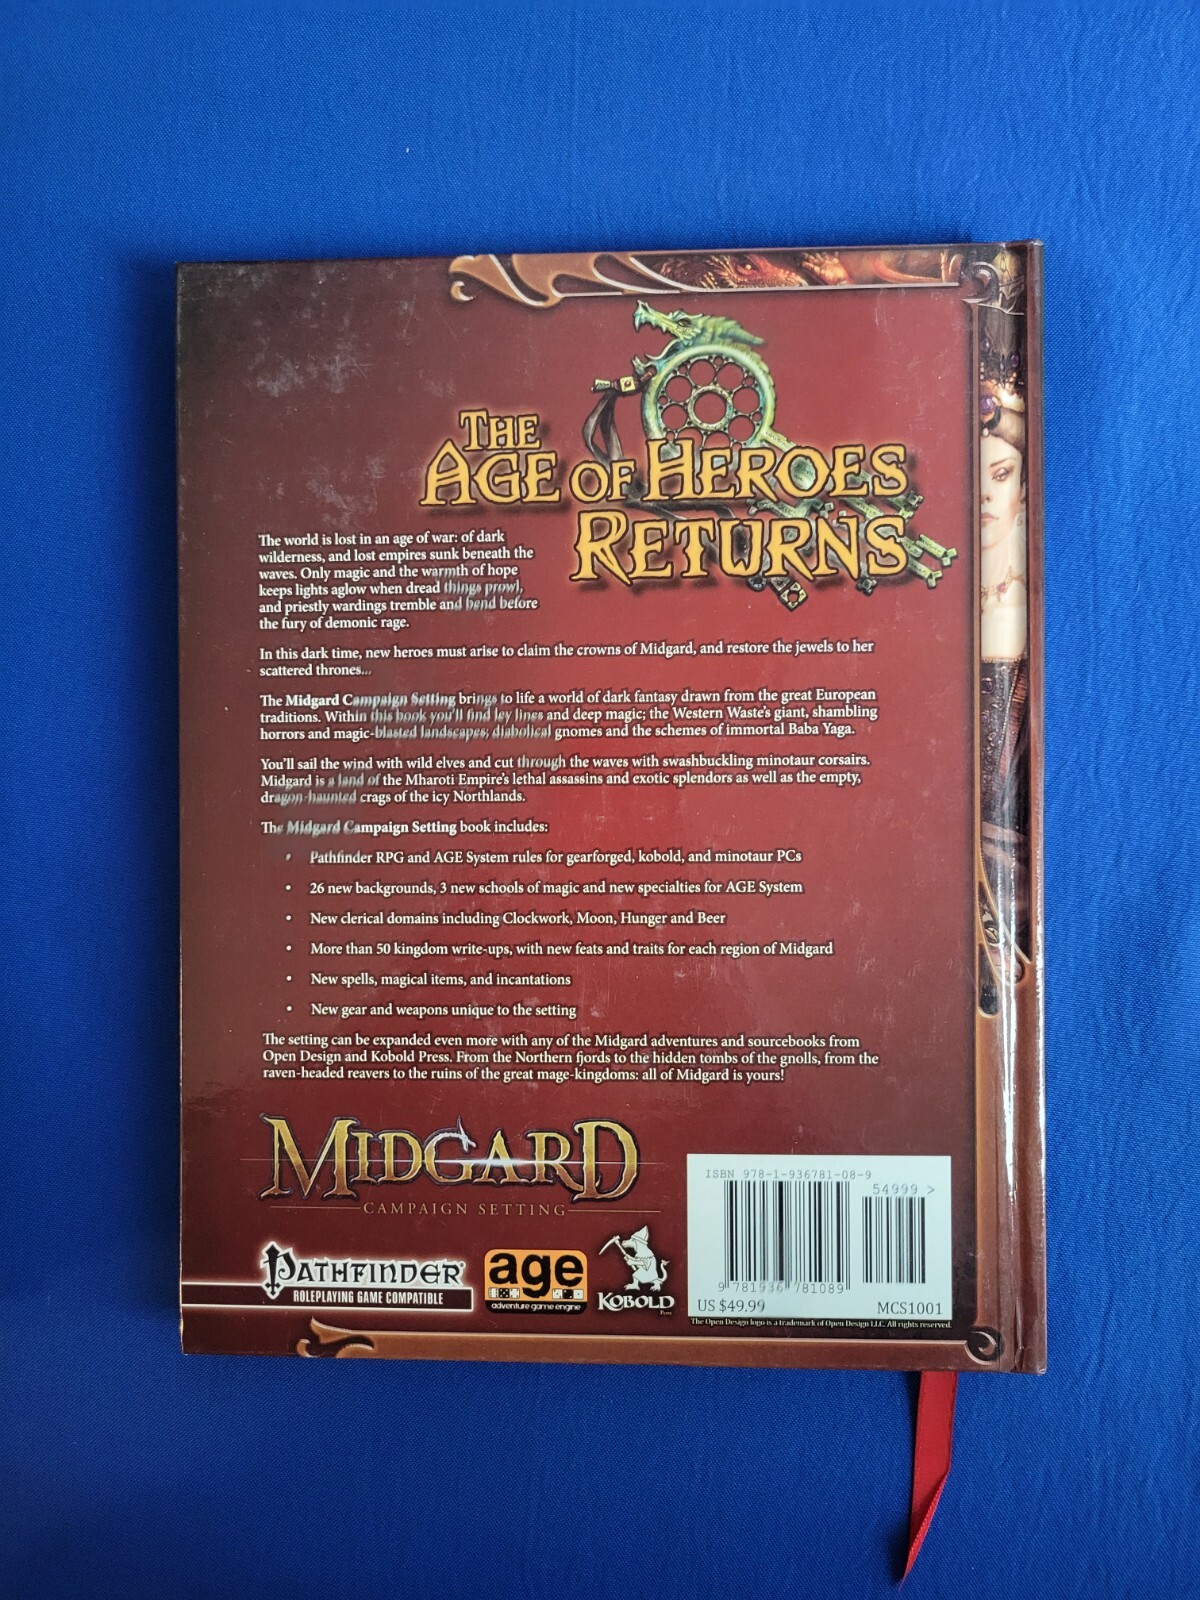 THE
AGE OF HEROES
RETURNS
The world is lost in an age of war: of dark
wilderness, and lost empires sunk beneath the
waves. Only magic and the warmth of hope
keeps lights aglow when dread things prowl,
and priestly wardings tremble and bend before
the fury of demonic rage.
In this dark time, new heroes must arise to claim the crowns of Midgard, and restore the jewels to her
scattered thrones...
The Midgard Campaign Setting brings to life a world of dark fantasy drawn from the great European
traditions. Within this book you'll find ley lines and deep magic; the Western Waste's giant, shambling
horrors and magic-blasted landscapes; diabolical gnomes and the schemes of immortal Baba Yaga.
You'll sail the wind with wild elves and cut through the waves with swashbuckling minotaur corsairs.
Midgard is a land of the Mharoti Empire's lethal assassins and exotic splendors as well as the empty,
dragon-haunted crags of the icy Northlands.
The Midgard Campaign Setting book includes:
• Pathfinder RPG and AGE System rules for gearforged, kobold, and minotaur PCs
• 26 new backgrounds, 3 new schools of magic and new specialties for AGE System
• New clerical domains including Clockwork, Moon, Hunger and Beer
• More than 50 kingdom write-ups, with new feats and traits for each region of Midgard
• New spells, magical items, and incantations
• New gear and weapons unique to the setting
The setting can be expanded even more with any of the Midgard adventures and sourcebooks from
Open Design and Kobold Press. From the Northern fjords to the hidden tombs of the gnolls, from the
raven-headed reavers to the ruins of the great mage-kingdoms: all of Midgard is yours!
MIDGARD
CAMPAIGN SETTING
PATHFINDER
ROLEPLAYING GAME COMPATIBLE
age
adventure game engine
KOBOLD
Press
ISBN 978-1-936781-08-9
54999 >
9 781936 781089
US $49.99 MCS1001
The Open Design logo is a trademark of Open Design LLC. All rights reserved.